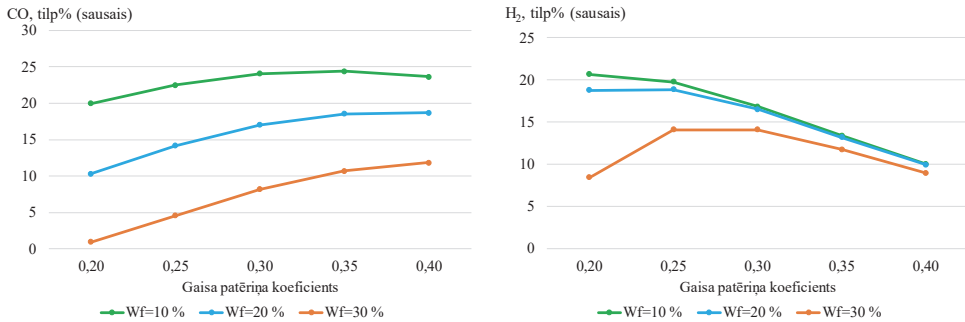 CO, tilp% (sausais)
30
25
20
15
10
5
0
0,20 0,25 0,30 0,35 0,40
Gaisa patēriņa koeficients
Wf=10 % Wf=20 % Wf=30 %
H₂, tilp% (sausais)
25
20
15
10
5
0
0,20 0,25 0,30 0,35 0,40
Gaisa patēriņa koeficients
Wf=10 % Wf=20 % Wf=30 %